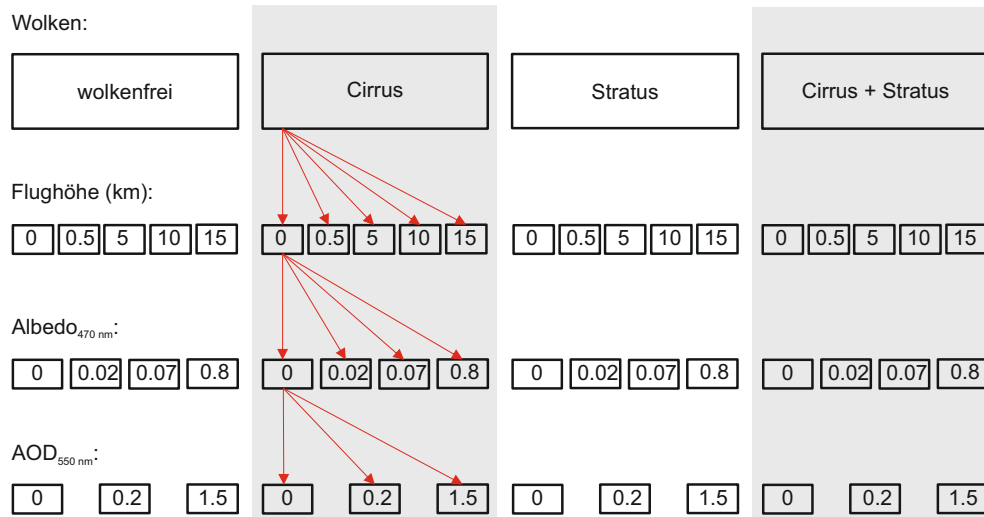 Wolken:
wolkenfrei Cirrus Stratus Cirrus + Stratus
Flughöhe (km):
0 0.5 5 10 15 0 0.5 5 10 15 0 0.5 5 10 15 0 0.5 5 10 15
Albedo470 nm:
0 0.02 0.07 0.8 0 0.02 0.07 0.8 0 0.02 0.07 0.8 0 0.02 0.07 0.8
AOD550 nm:
0 0.2 1.5 0 0.2 1.5 0 0.2 1.5 0 0.2 1.5